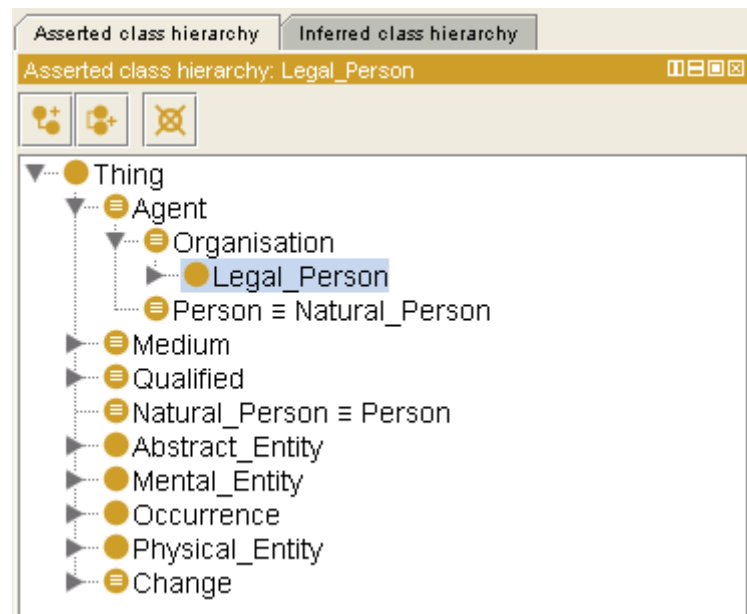 Asserted class hierarchy Inferred class hierarchy
Asserted class hierarchy: Legal_Person
Thing
Agent
Organisation
Legal_Person
Person ≡ Natural_Person
Medium
Qualified
Natural_Person ≡ Person
Abstract_Entity
Mental_Entity
Occurrence
Physical_Entity
Change